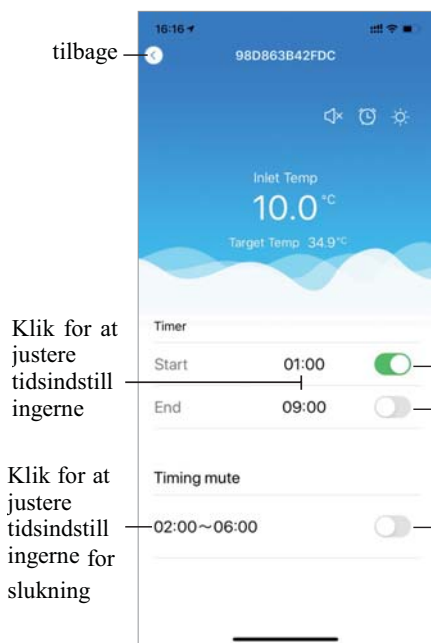 16:16
tilbage
98D863B42FDC
Inlet Temp
10.0 °C
Target Temp 34.9°C
Timer
Klik for at
justere
tidsindstill
ingerne
Start 01:00
End 09:00
Timing mute
Klik for at
justere
tidsindstill
ingerne for
slukning
02:00～06:00